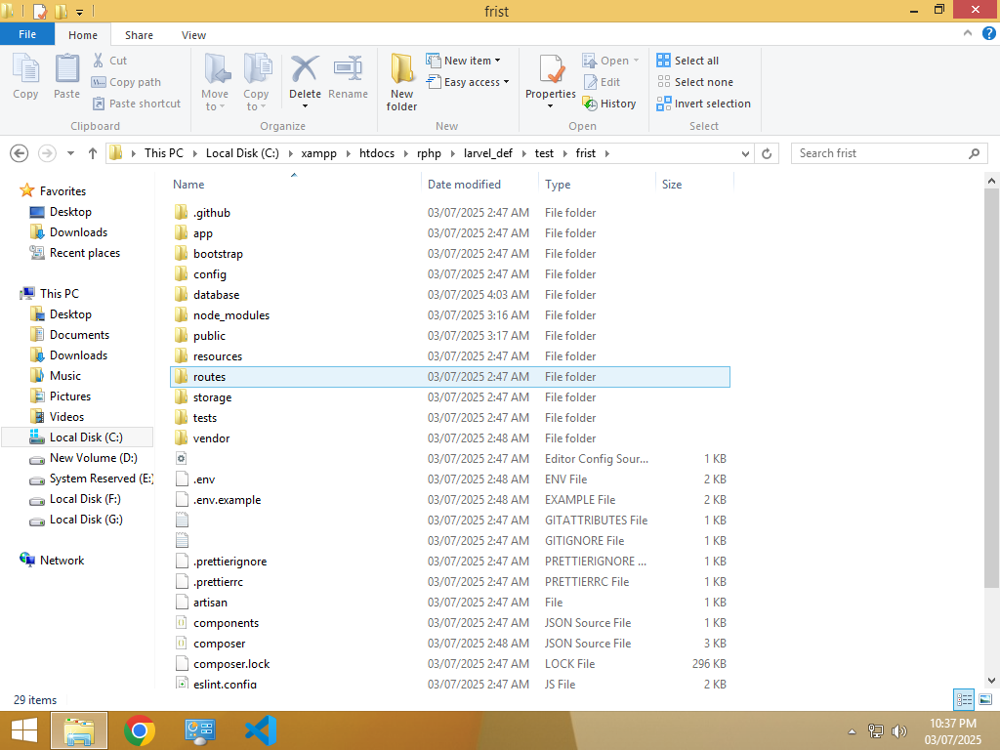 frist
File Home Share View
Copy Paste Cut Copy path Paste shortcut Clipboard
Move to Copy to Delete Rename Organize
New folder New item Easy access New
Properties Open Edit History Open
Select all Select none Invert selection Select
This PC Local Disk (C:) xampp htdocs rphp larvel_def test frist
Search frist
Favorites
Desktop
Downloads
Recent places
This PC
Desktop
Documents
Downloads
Music
Pictures
Videos
Local Disk (C:)
New Volume (D:)
System Reserved (E:)
Local Disk (F:)
Local Disk (G:)
Network
Name Date modified Type Size
.github 03/07/2025 2:47 AM File folder
app 03/07/2025 2:47 AM File folder
bootstrap 03/07/2025 2:47 AM File folder
config 03/07/2025 2:47 AM File folder
database 03/07/2025 4:03 AM File folder
node_modules 03/07/2025 3:16 AM File folder
public 03/07/2025 3:17 AM File folder
resources 03/07/2025 2:47 AM File folder
routes 03/07/2025 2:47 AM File folder
storage 03/07/2025 2:47 AM File folder
tests 03/07/2025 2:47 AM File folder
vendor 03/07/2025 2:48 AM File folder
03/07/2025 2:47 AM Editor Config Sour... 1 KB
.env 03/07/2025 2:48 AM ENV File 2 KB
.env.example 03/07/2025 2:48 AM EXAMPLE File 2 KB
03/07/2025 2:47 AM GITATTRIBUTES File 1 KB
03/07/2025 2:47 AM GITIGNORE File 1 KB
.prettierignore 03/07/2025 2:47 AM PRETTIERIGNORE ... 1 KB
.prettierrc 03/07/2025 2:47 AM PRETTIERRC File 1 KB
artisan 03/07/2025 2:47 AM File 1 KB
components 03/07/2025 2:47 AM JSON Source File 1 KB
composer 03/07/2025 2:48 AM JSON Source File 3 KB
composer.lock 03/07/2025 2:47 AM LOCK File 296 KB
eslint.config 03/07/2025 2:47 AM JS File 2 KB
29 items
10:37 PM
03/07/2025